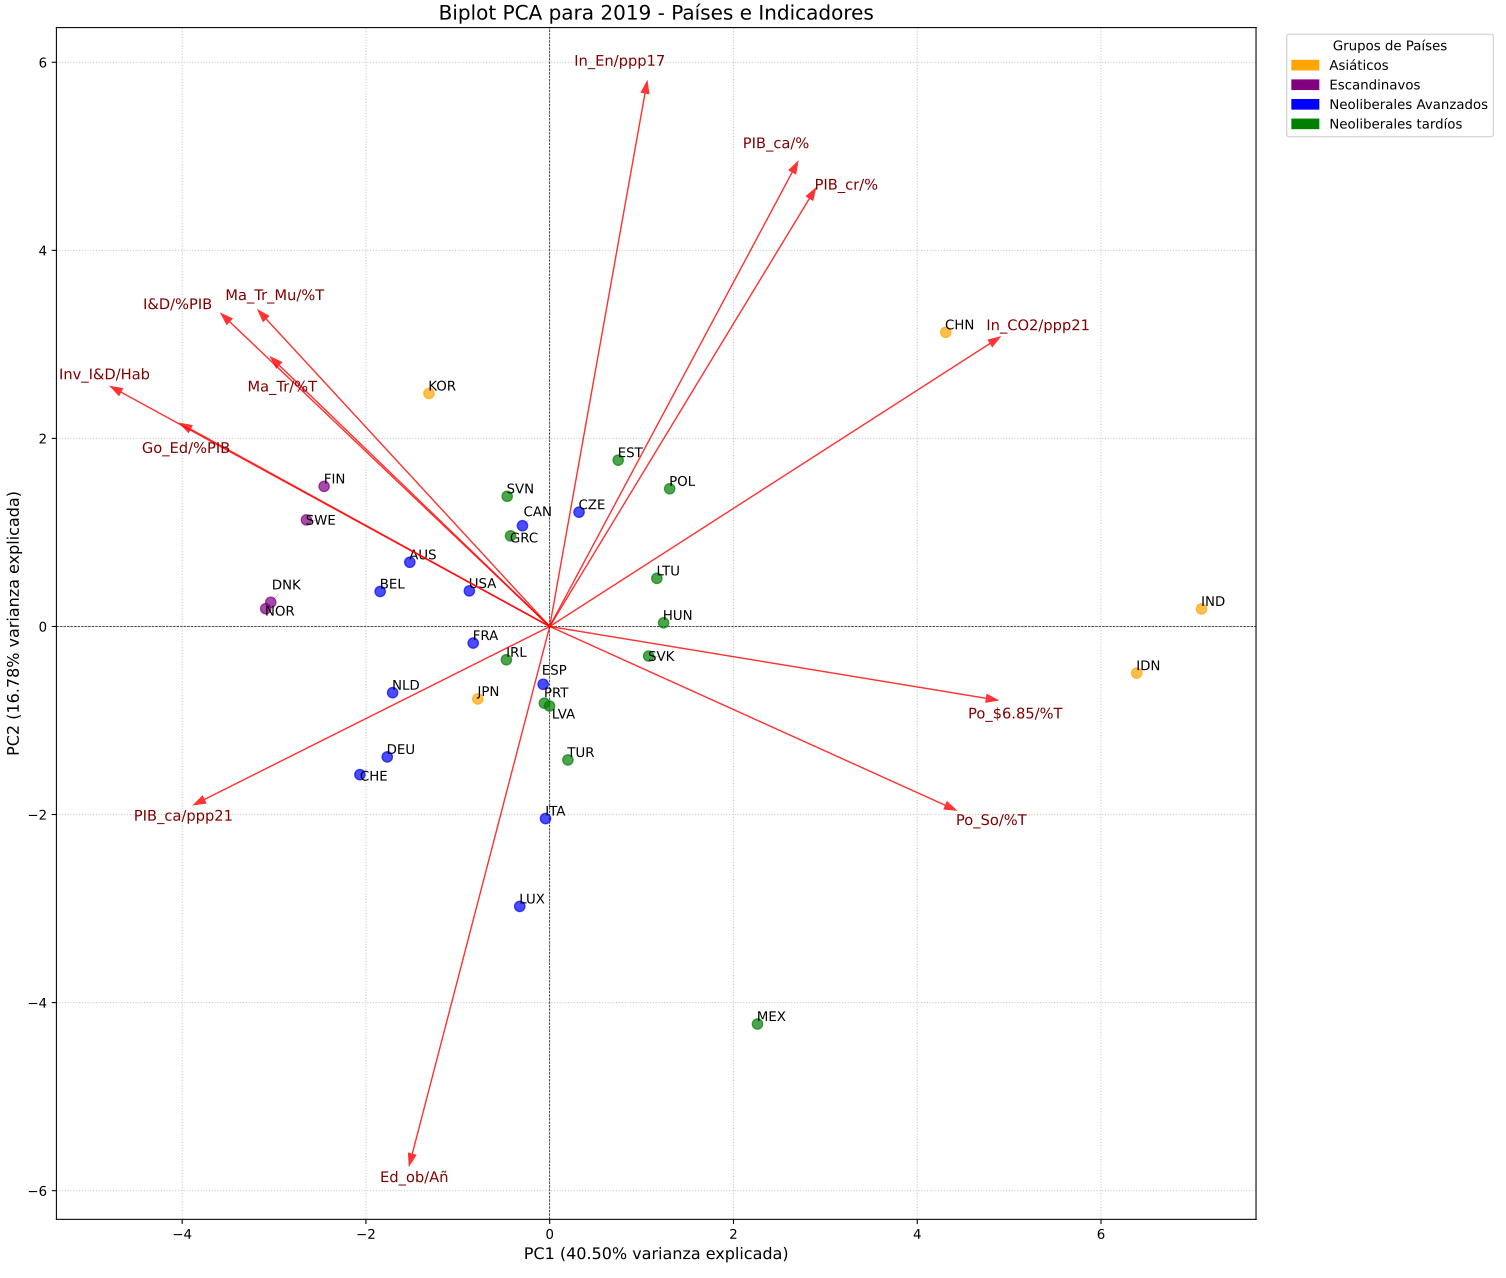 Biplot PCA para 2019 - Países e Indicadores
Grupos de Países
Asiáticos
Escandinavos
Neoliberales Avanzados
Neoliberales tardíos
In_En/ppp17
PIB_ca/%
PIB_cr/%
In_CO2/ppp21
CHN
Ma_Tr_Mu/%T
I&D/%PIB
Inv_I&D/Hab
Ma_Tr/%T
KOR
Go_Ed/%PIB
EST
FIN
POL
SVN
CZE
CAN
SWE
GRC
AUS
LTU
BEL
USA
DNK
NOR
HUN
IND
FRA
IRL
SVK
IDN
ESP
NLD
JPN
PRT
LVA
Po_$6.85/%T
DEU
CHE
TUR
PIB_ca/ppp21
ITA
Po_So/%T
LUX
MEX
Ed_ob/Añ
6
4
2
0
−2
−4
−6
PC2 (16.78% varianza explicada)
−4 −2 0 2 4 6
PC1 (40.50% varianza explicada)